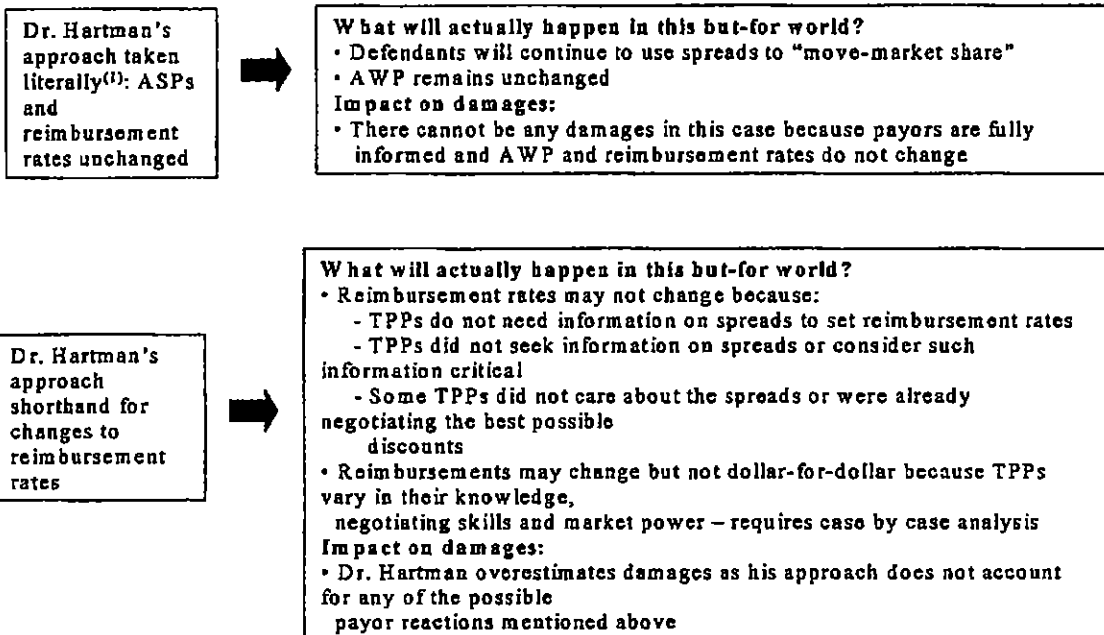 Dr. Hartman's
approach taken
literally(1): ASPs
and
reimbursement
rates unchanged
What will actually happen in this but-for world?
• Defendants will continue to use spreads to “move-market share”
• AWP remains unchanged
Impact on damages:
• There cannot be any damages in this case because payors are fully
informed and AWP and reimbursement rates do not change
Dr. Hartman's
approach
shorthand for
changes to
reimbursement
rates
What will actually happen in this but-for world?
• Reimbursement rates may not change because:
- TPPs do not need information on spreads to set reimbursement rates
- TPPs did not seek information on spreads or consider such
information critical
- Some TPPs did not care about the spreads or were already
negotiating the best possible
discounts
• Reimbursements may change but not dollar-for-dollar because TPPs
vary in their knowledge,
negotiating skills and market power – requires case by case analysis
Impact on damages:
• Dr. Hartman overestimates damages as his approach does not account
for any of the possible
payor reactions mentioned above